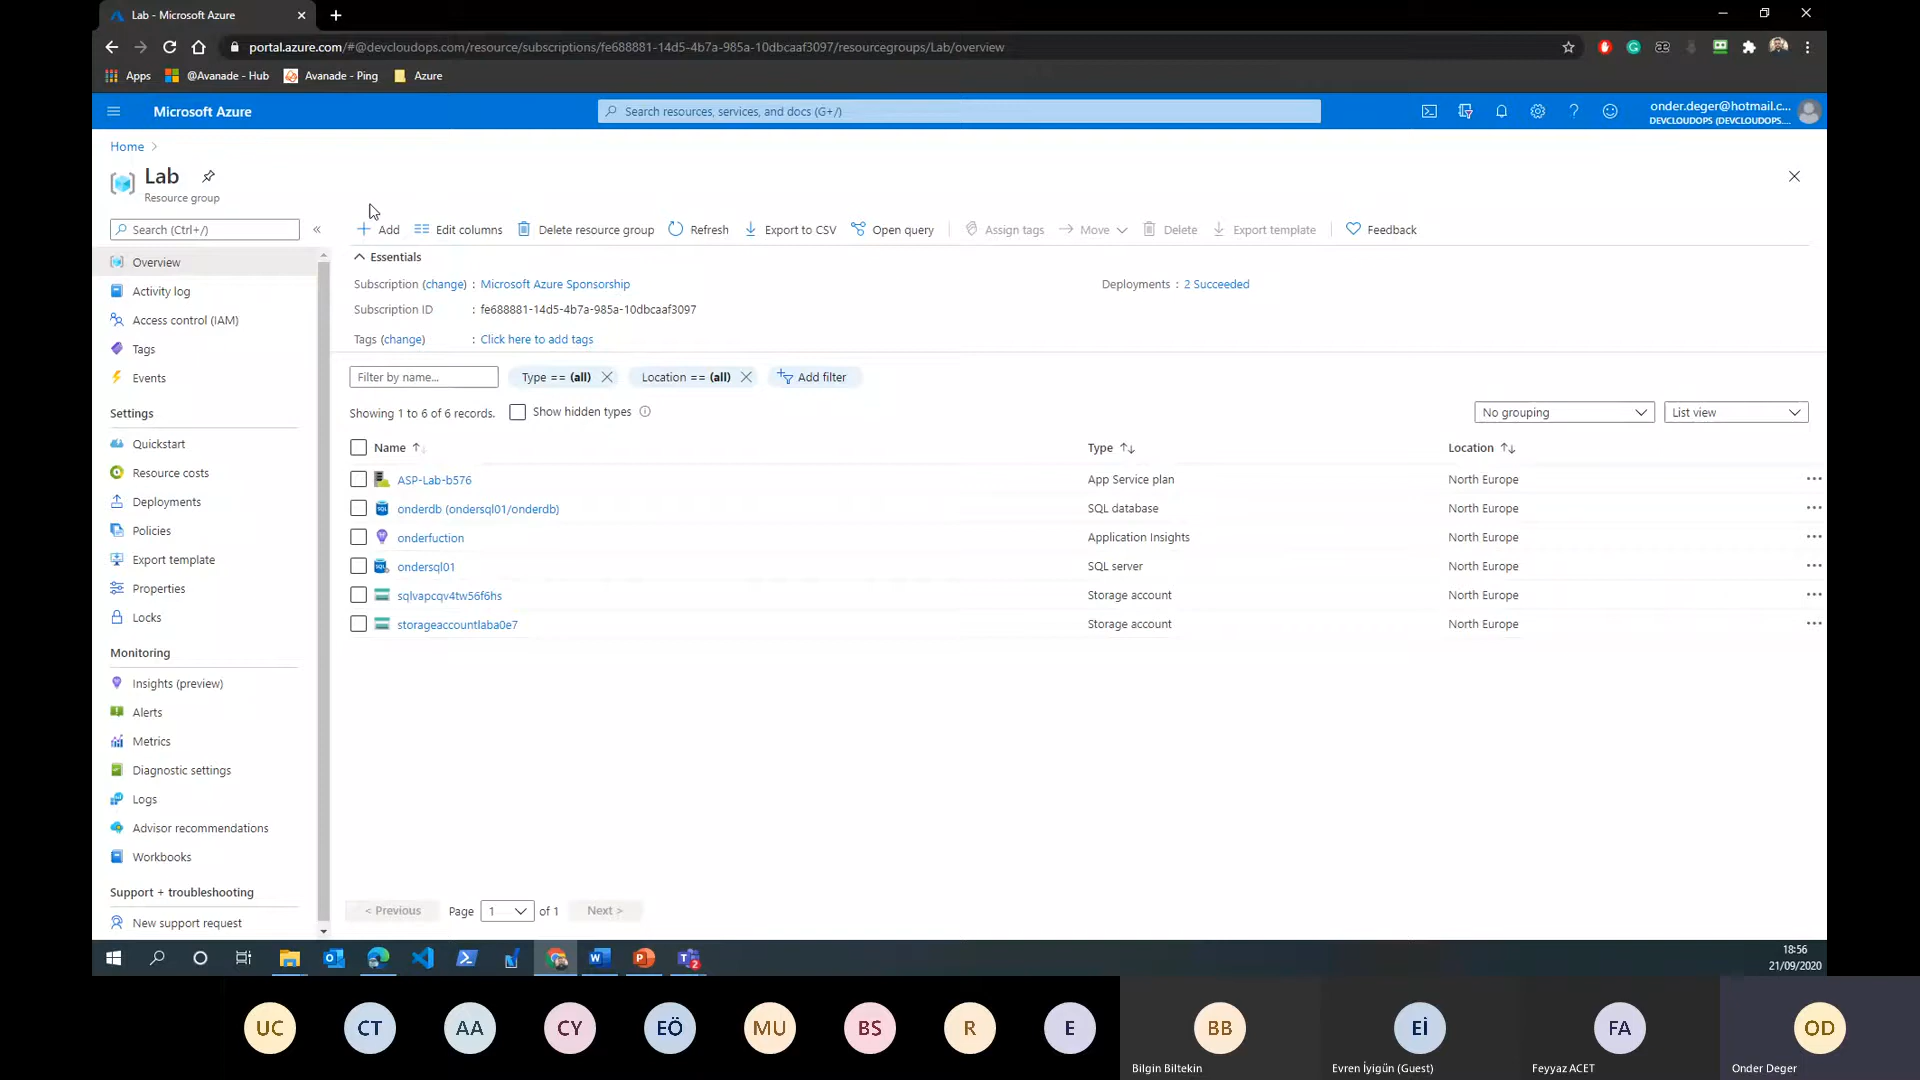 Lab - Microsoft Azure
portal.azure.com/#@devcloudops.com/resource/subscriptions/fe688881-14d5-4b7a-985a-10dbcaaf3097/resourcegroups/Lab/overview
Apps @Avanade - Hub Avanade - Ping Azure
Microsoft Azure
Search resources, services, and docs (G+/)
onder.deger@hotmail.c...
DEVCLOUDOPS (DEVCLOUDOPS....
Home
Lab
Resource group
Search (Ctrl+/)
Overview
Activity log
Access control (IAM)
Tags
Events
Settings
Quickstart
Resource costs
Deployments
Policies
Export template
Properties
Locks
Monitoring
Insights (preview)
Alerts
Metrics
Diagnostic settings
Logs
Advisor recommendations
Workbooks
Support + troubleshooting
New support request
Add Edit columns Delete resource group Refresh Export to CSV Open query Assign tags Move Delete Export template Feedback
Essentials
Subscription (change) : Microsoft Azure Sponsorship
Deployments : 2 Succeeded
Subscription ID : fe688881-14d5-4b7a-985a-10dbcaaf3097
Tags (change) : Click here to add tags
Filter by name... Type == (all) Location == (all) Add filter
Showing 1 to 6 of 6 records. Show hidden types
No grouping List view
Name Type Location
ASP-Lab-b576 App Service plan North Europe
onderdb (ondersql01/onderdb) SQL database North Europe
onderfuction Application Insights North Europe
ondersql01 SQL server North Europe
sqlvapcqv4tw56f6hs Storage account North Europe
storageaccountlaba0e7 Storage account North Europe
< Previous Page 1 of 1 Next >
18:56
21/09/2020
UC CT AA CY EÖ MU BS R E BB Eİ FA OD
Bilgin Biltekin Evren İyigün (Guest) Feyyaz ACET Onder Deger